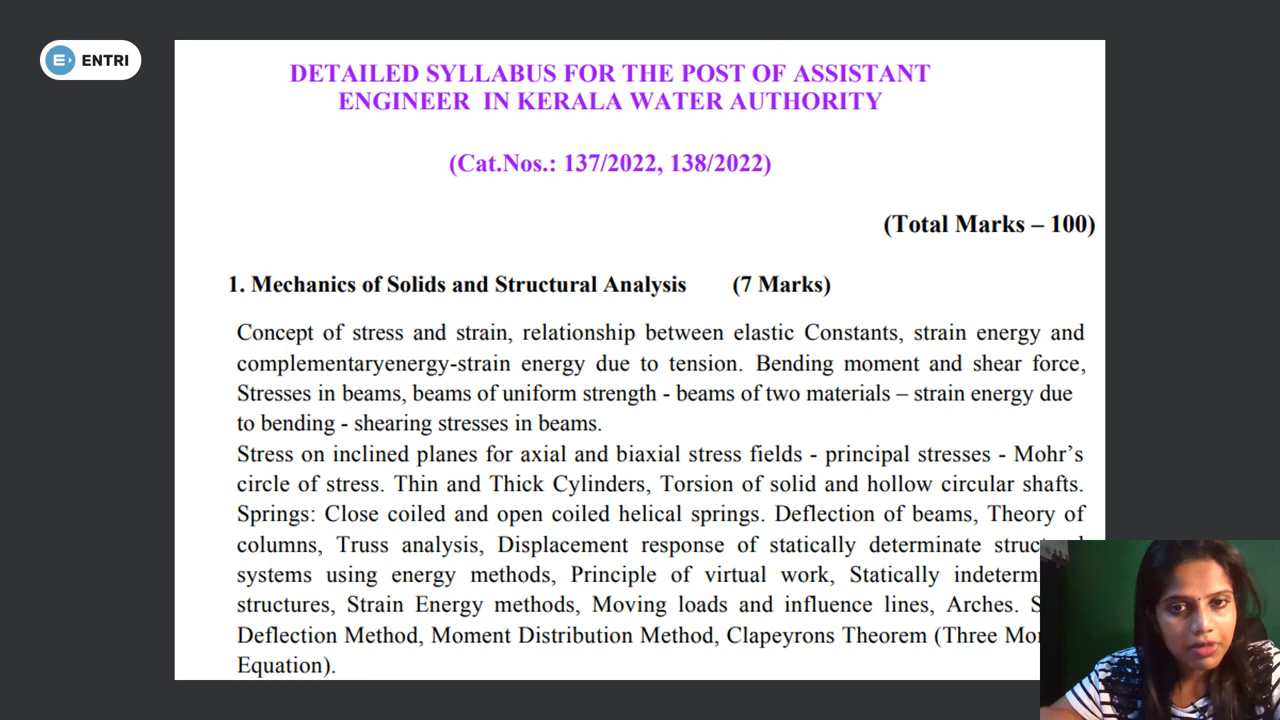 ENTRI
DETAILED SYLLABUS FOR THE POST OF ASSISTANT
ENGINEER IN KERALA WATER AUTHORITY
(Cat.Nos.: 137/2022, 138/2022)
(Total Marks – 100)
1. Mechanics of Solids and Structural Analysis (7 Marks)
Concept of stress and strain, relationship between elastic Constants, strain energy and
complementaryenergy-strain energy due to tension. Bending moment and shear force,
Stresses in beams, beams of uniform strength - beams of two materials – strain energy due
to bending - shearing stresses in beams.
Stress on inclined planes for axial and biaxial stress fields - principal stresses - Mohr's
circle of stress. Thin and Thick Cylinders, Torsion of solid and hollow circular shafts.
Springs: Close coiled and open coiled helical springs. Deflection of beams, Theory of
columns, Truss analysis, Displacement response of statically determinate
systems using energy methods, Principle of virtual work, Statically
structures, Strain Energy methods, Moving loads and influence lines, Arches.
Deflection Method, Moment Distribution Method, Clapeyrons Theorem (Three
Equation).